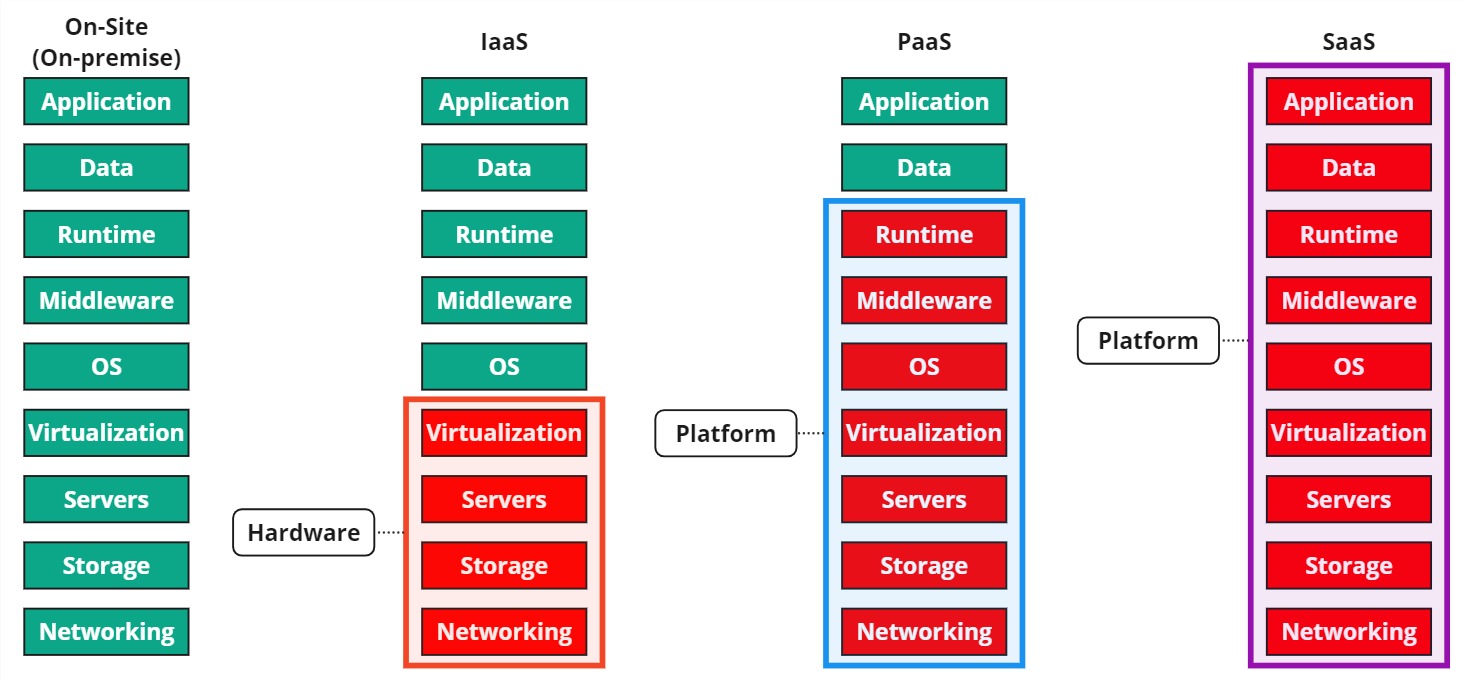 On-Site
(On-premise)
Application
Data
Runtime
Middleware
OS
Virtualization
Servers
Storage
Networking
IaaS
Application
Data
Runtime
Middleware
OS
Virtualization
Servers
Storage
Networking
Hardware
PaaS
Application
Data
Runtime
Middleware
OS
Virtualization
Servers
Storage
Networking
Platform
SaaS
Application
Data
Runtime
Middleware
OS
Virtualization
Servers
Storage
Networking
Platform